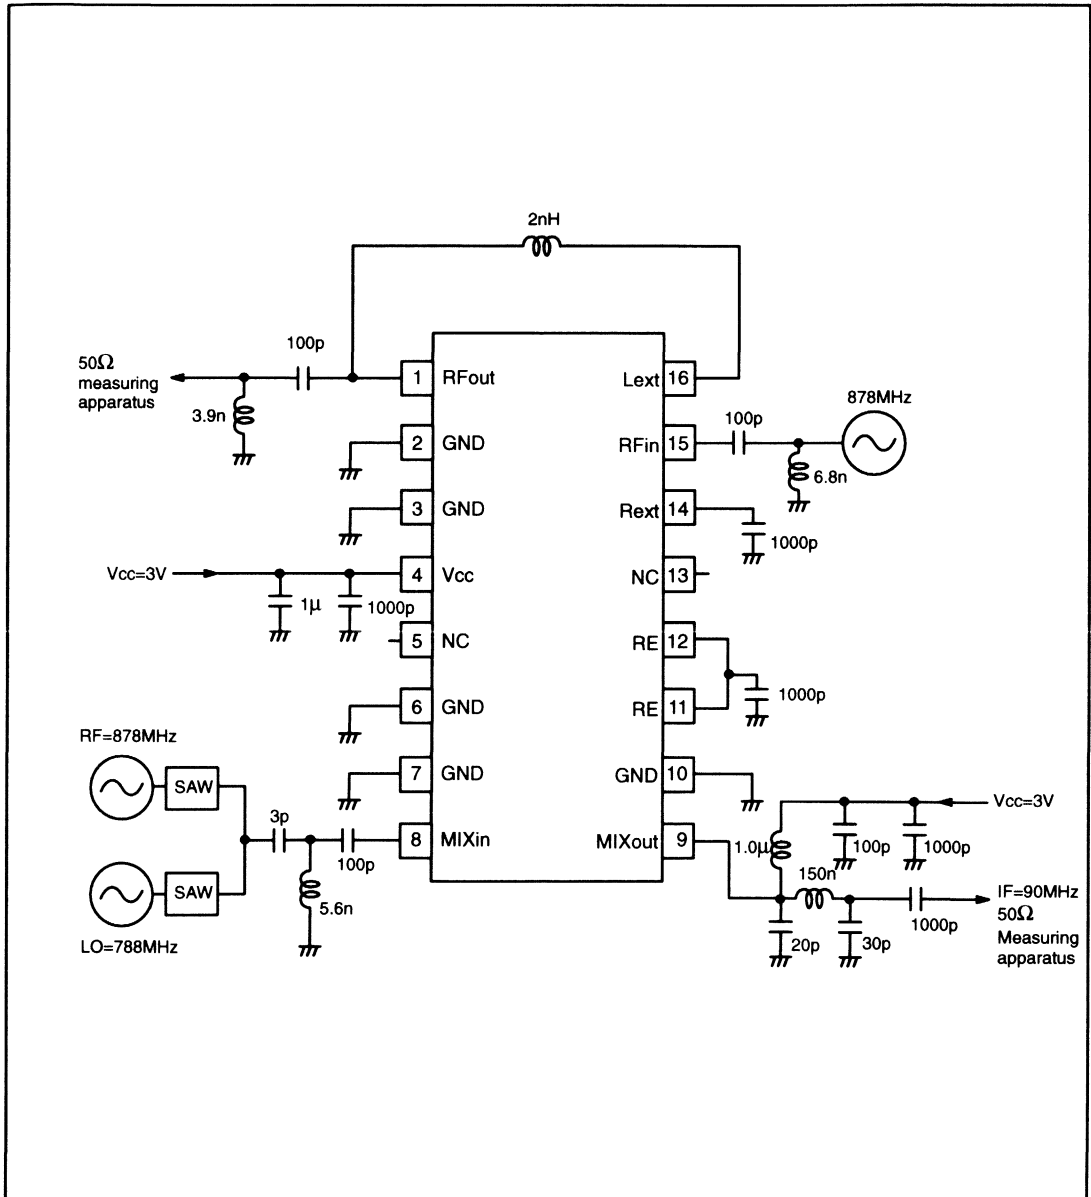 2nH
100p
50Ω
measuring
apparatus
3.9n
1 RFout
Lext 16
878MHz
100p
2 GND
RFin 15
6.8n
3 GND
Rext 14
1000p
Vcc=3V
4 Vcc
NC 13
1μ
1000p
5 NC
RE 12
1000p
6 GND
RE 11
RF=878MHz
SAW
7 GND
GND 10
Vcc=3V
3p
100p
8 MIXin
MIXout 9
1.0μ
100p
1000p
150n
SAW
5.6n
LO=788MHz
20p
30p
1000p
IF=90MHz
50Ω
Measuring
apparatus